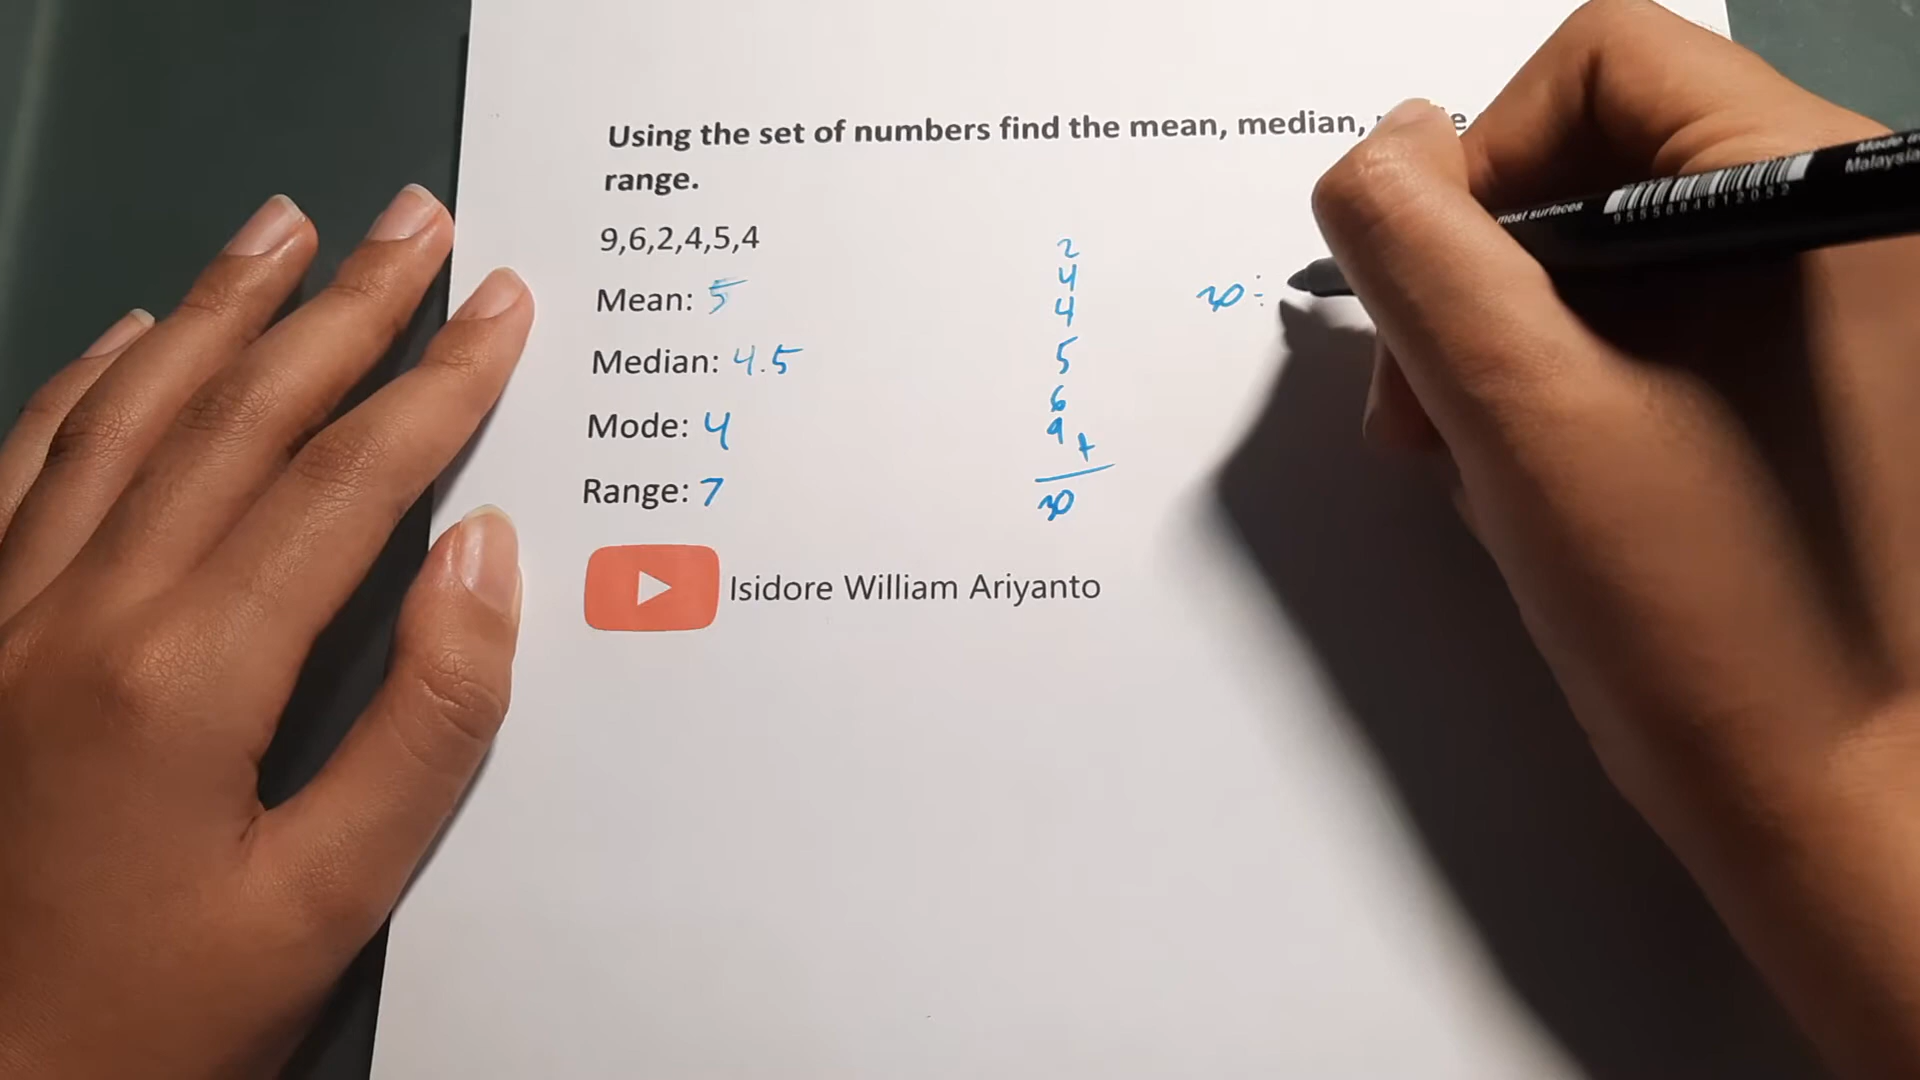 Using the set of numbers find the mean, median,
range.
9,6,2,4,5,4
Mean: 5
Median: 4.5
Mode: 4
Range: 7
Isidore William Ariyanto
2
4
4
5
6
9 +
30
30 ÷
most surfaces
9555684612052
Made in
Malaysia